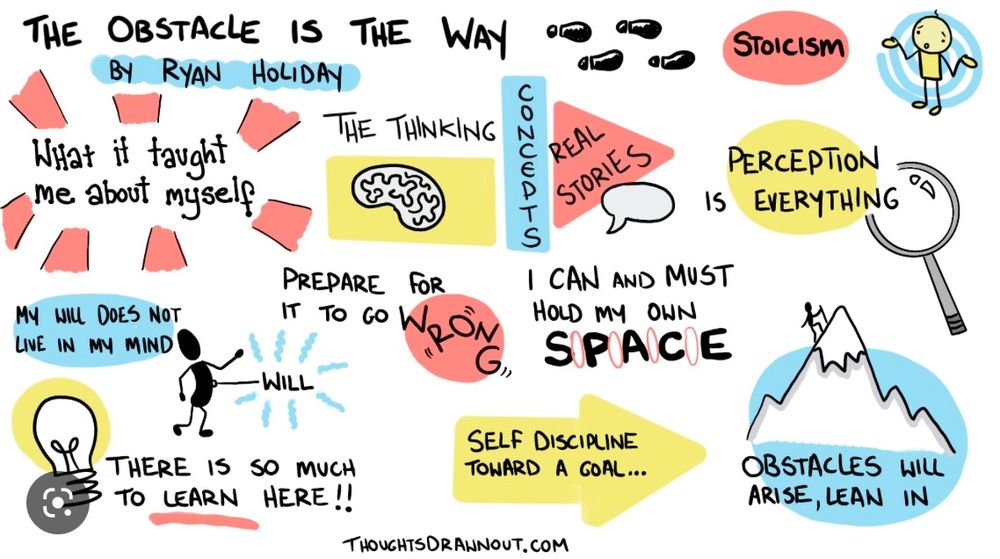 THE OBSTACLE IS THE WAY
BY RYAN HOLIDAY
STOICISM
What it taught
me about myself
THE THINKING
CONCEPTS
REAL
STORIES
PERCEPTION
IS EVERYTHING
MY WILL DOES NOT
LIVE IN MY MIND
WILL
PREPARE FOR
IT TO GO WRONG
I CAN AND MUST
HOLD MY OWN
SPACE
THERE IS SO MUCH
TO LEARN HERE!!
SELF DISCIPLINE
TOWARD A GOAL...
OBSTACLES WILL
ARISE, LEAN IN
THOUGHTSDRAWNOUT.COM